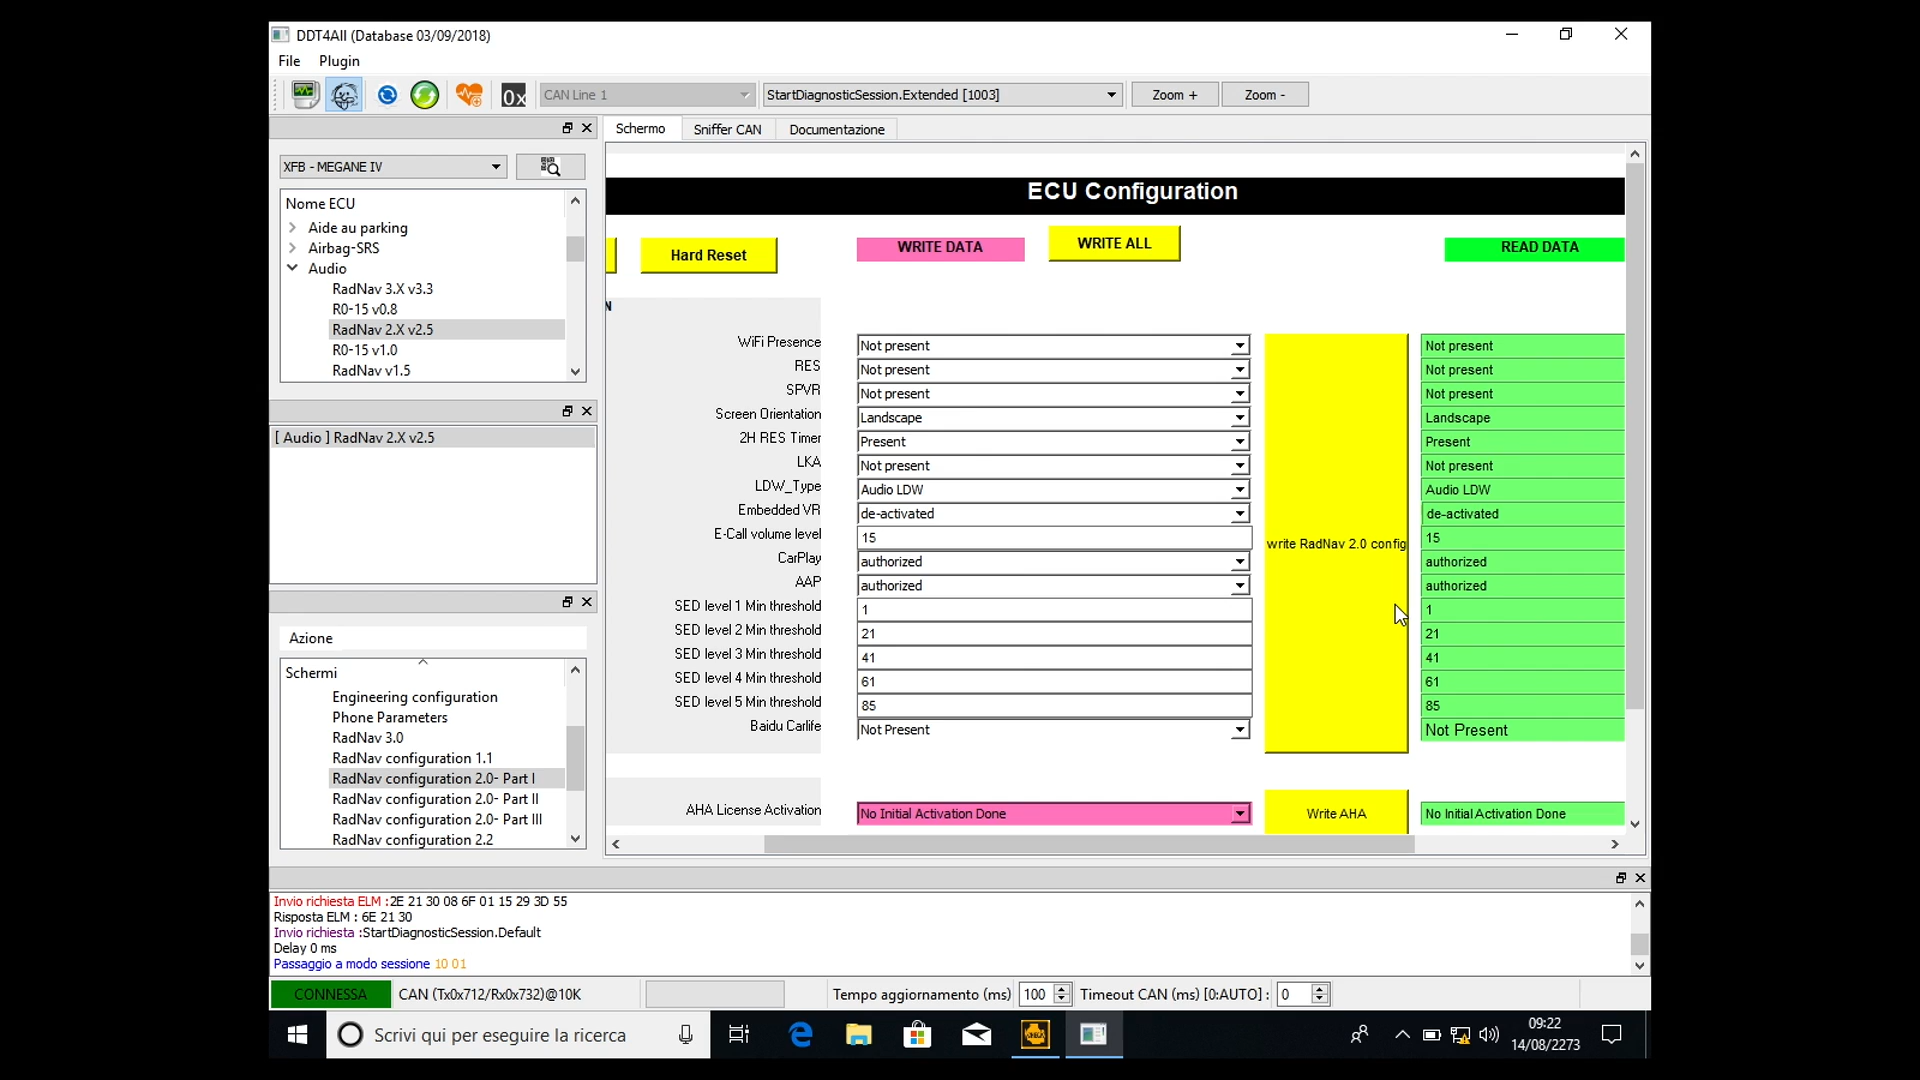 DDT4All (Database 03/09/2018)
File Plugin
CAN Line 1 StartDiagnosticSession.Extended [1003] Zoom + Zoom -
Schermo Sniffer CAN Documentazione
XFB - MEGANE IV
Nome ECU
Aide au parking
Airbag-SRS
Audio
RadNav 3.X v3.3
R0-15 v0.8
RadNav 2.X v2.5
R0-15 v1.0
RadNav v1.5
[ Audio ] RadNav 2.X v2.5
Azione
Schermi
Engineering configuration
Phone Parameters
RadNav 3.0
RadNav configuration 1.1
RadNav configuration 2.0- Part I
RadNav configuration 2.0- Part II
RadNav configuration 2.0- Part III
RadNav configuration 2.2
ECU Configuration
Hard Reset WRITE DATA WRITE ALL READ DATA
N
WiFi Presence Not present Not present
RES Not present Not present
SPVR Not present Not present
Screen Orientation Landscape Landscape
2H RES Timer Present Present
LKA Not present Not present
LDW_Type Audio LDW Audio LDW
Embedded VR de-activated de-activated
E-Call volume level 15 15
write RadNav 2.0 config
CarPlay authorized authorized
AAP authorized authorized
SED level 1 Min threshold 1 1
SED level 2 Min threshold 21 21
SED level 3 Min threshold 41 41
SED level 4 Min threshold 61 61
SED level 5 Min threshold 85 85
Baidu Carlife Not Present Not Present
AHA License Activation No Initial Activation Done Write AHA No Initial Activation Done
Invio richiesta ELM :2E 21 30 08 6F 01 15 29 3D 55
Risposta ELM : 6E 21 30
Invio richiesta :StartDiagnosticSession.Default
Delay 0 ms
Passaggio a modo sessione 10 01
CONNESSA CAN (Tx0x712/Rx0x732)@10K Tempo aggiornamento (ms) 100 Timeout CAN (ms) [0:AUTO] : 0
Scrivi qui per eseguire la ricerca
09:22
14/08/2273